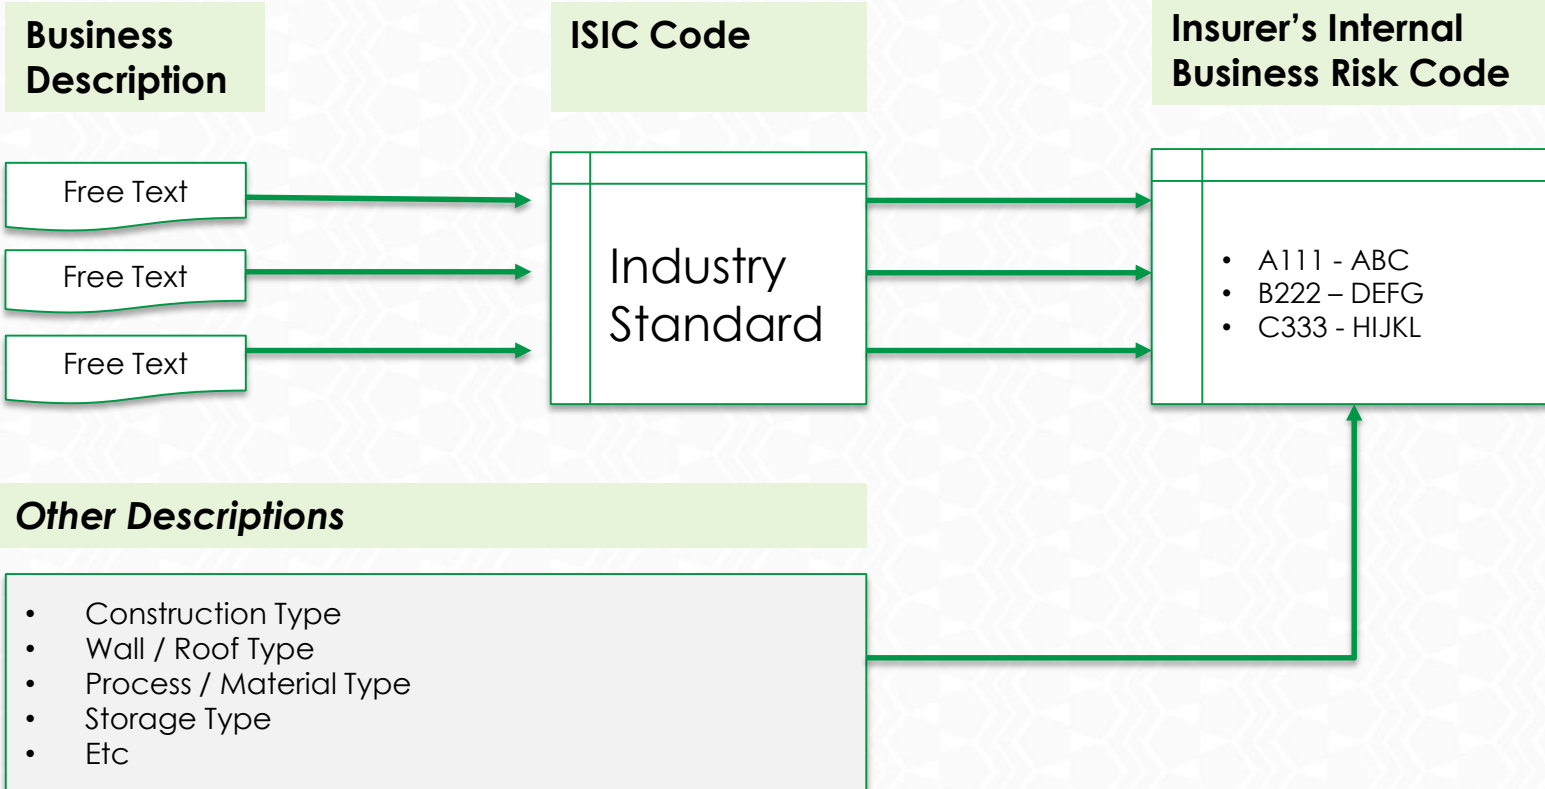 Business
Description
ISIC Code
Insurer’s Internal
Business Risk Code
Free Text
Free Text
Free Text
Industry
Standard
• A111 - ABC
• B222 – DEFG
• C333 - HIJKL
Other Descriptions
• Construction Type
• Wall / Roof Type
• Process / Material Type
• Storage Type
• Etc